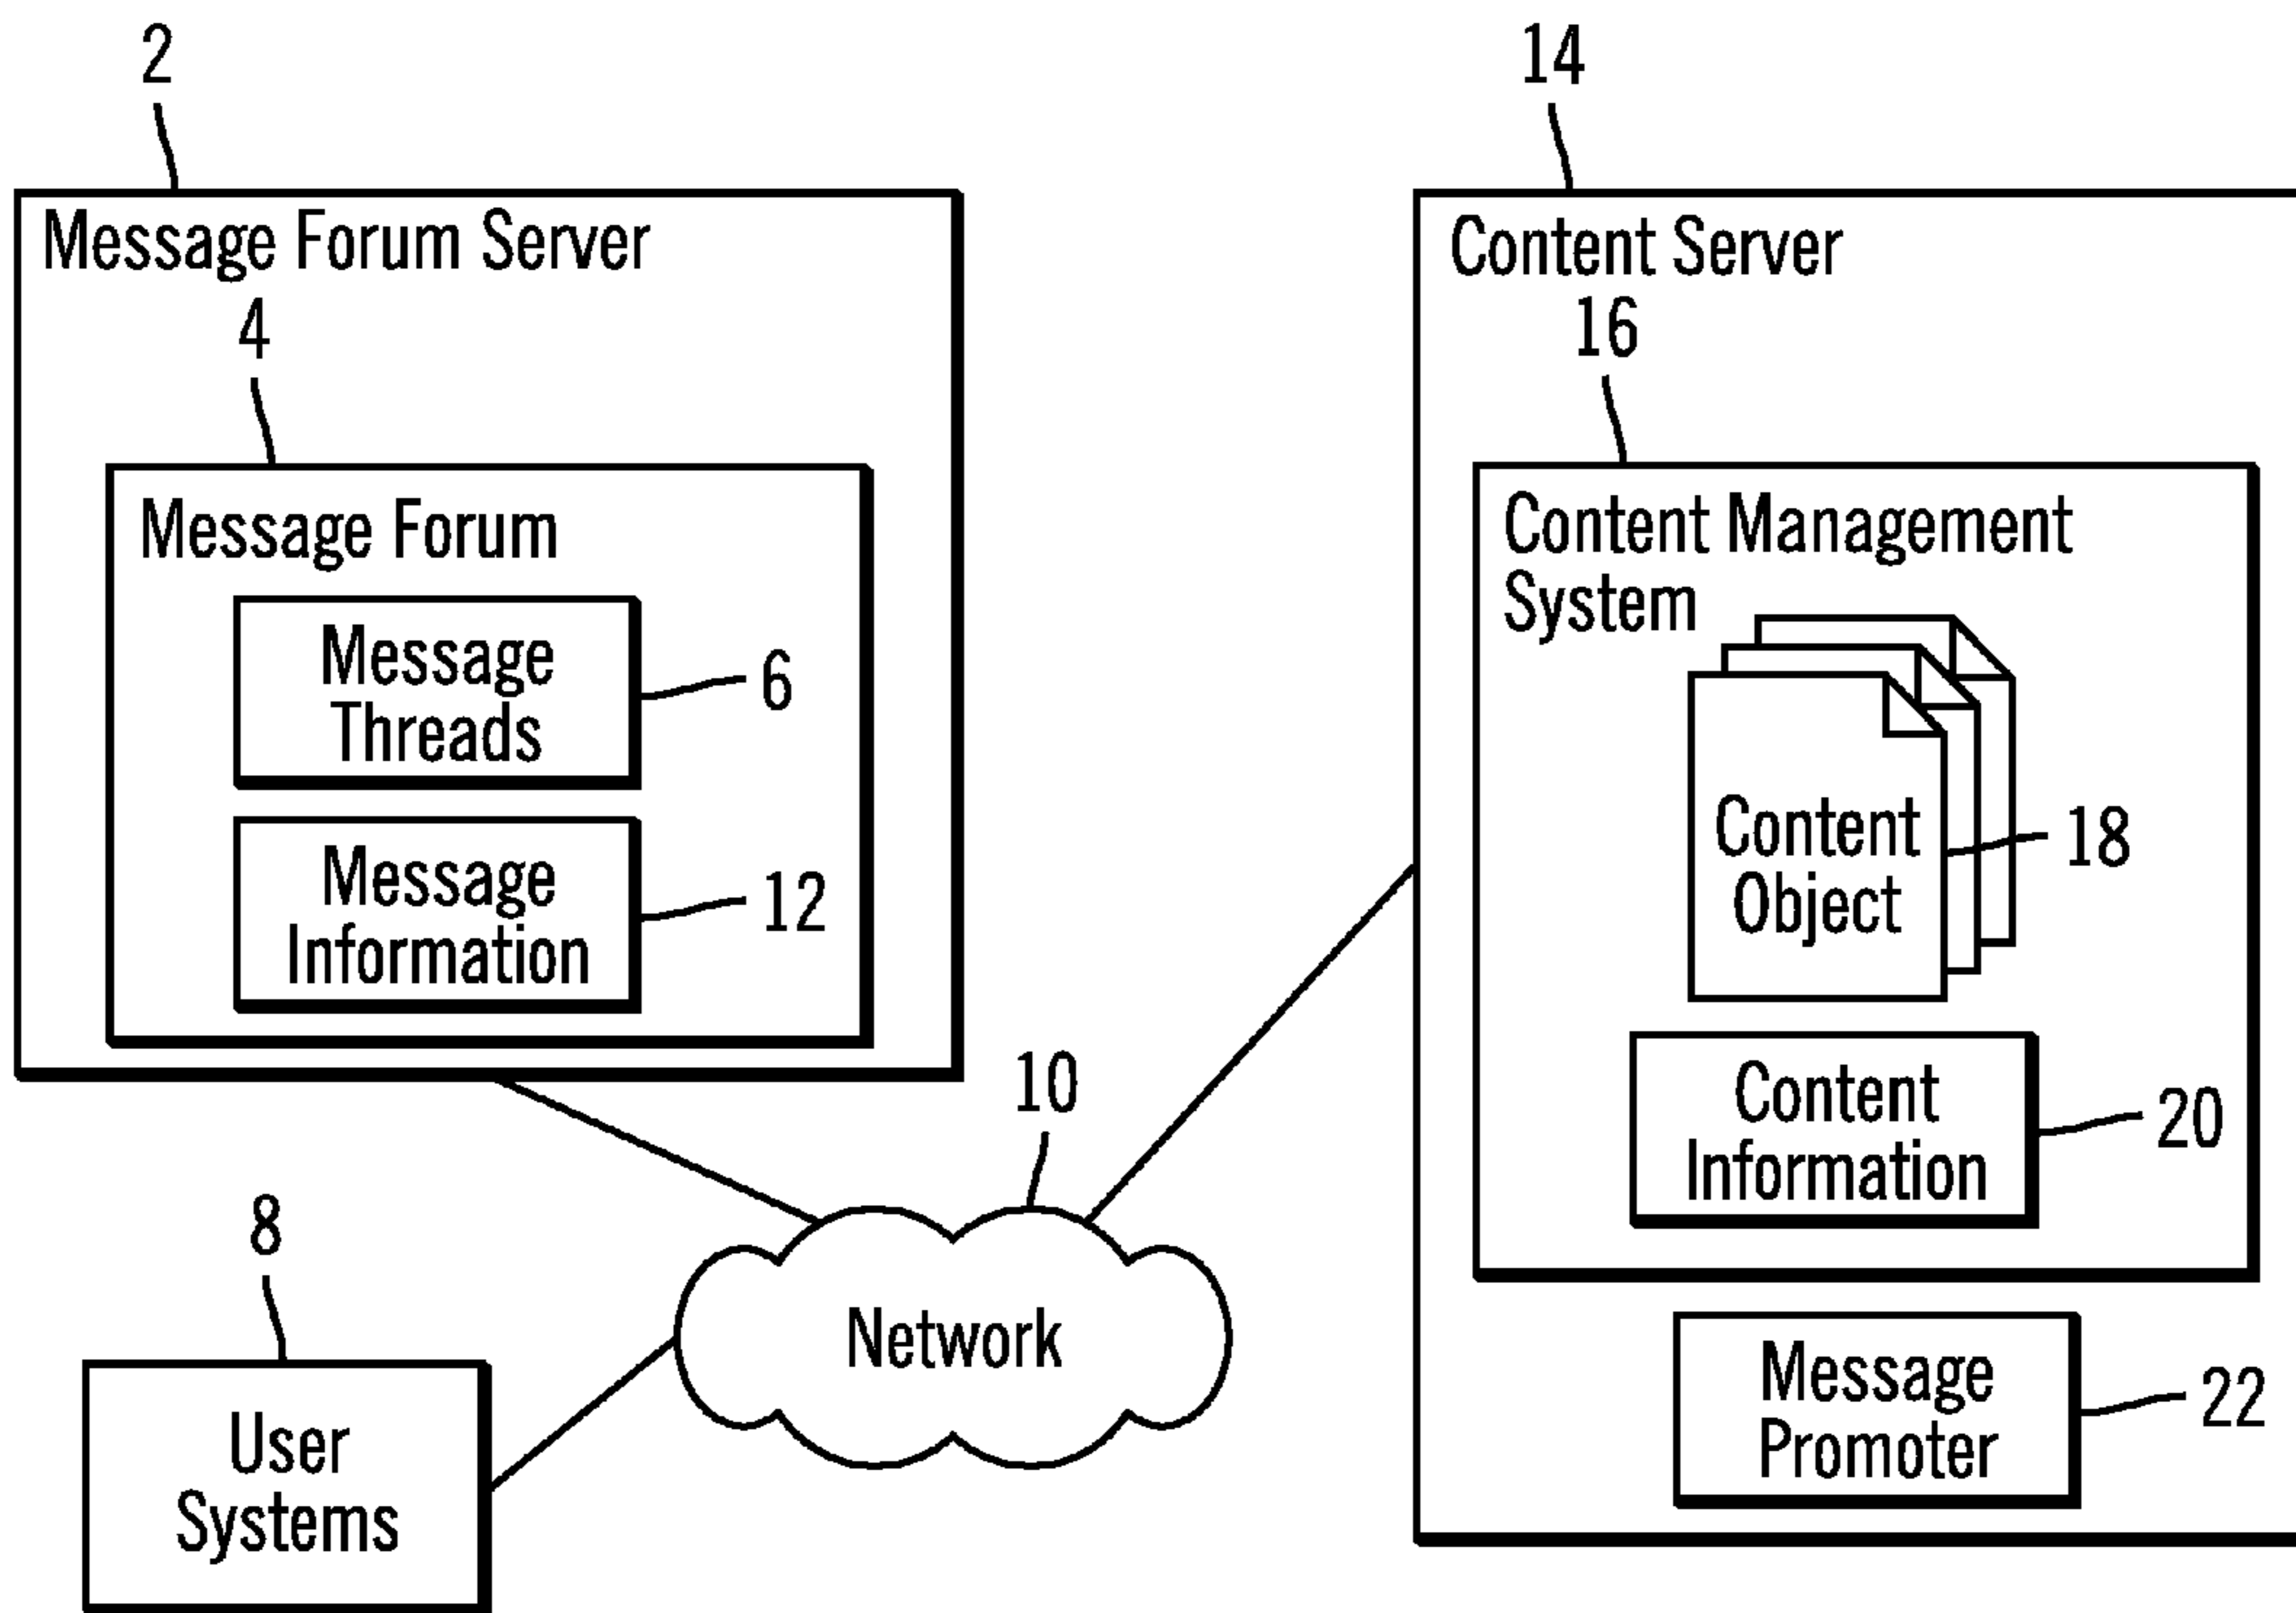 2
Message Forum Server
4
Message Forum
Message
Threads
6
Message
Information
12
10
Network
8
User
Systems
14
Content Server
16
Content Management
System
Content
Object
18
Content
Information
20
Message
Promoter
22